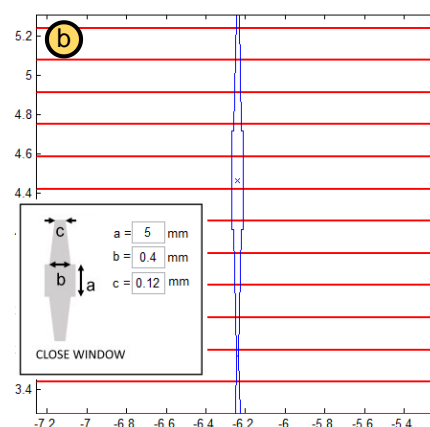 b
5.2
5
4.8
4.6
4.4
c
b
a
a = 5 mm
b = 0.4 mm
c = 0.12 mm
CLOSE WINDOW
3.4
-7.2 -7 -6.8 -6.6 -6.4 -6.2 -6 -5.8 -5.6 -5.4